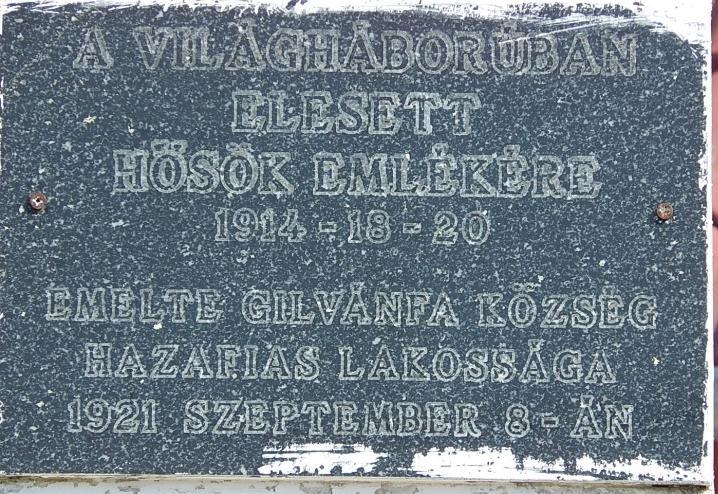 A VILÁGHÁBORÚBAN
ELESETT
HŐSÖK EMLÉKÉRE
1914 - 18 - 20
EMELTE GILVÁNFA KÖZSÉG
HAZAFIAS LAKOSSÁGA
1921 SZEPTEMBER 8 - ÁN